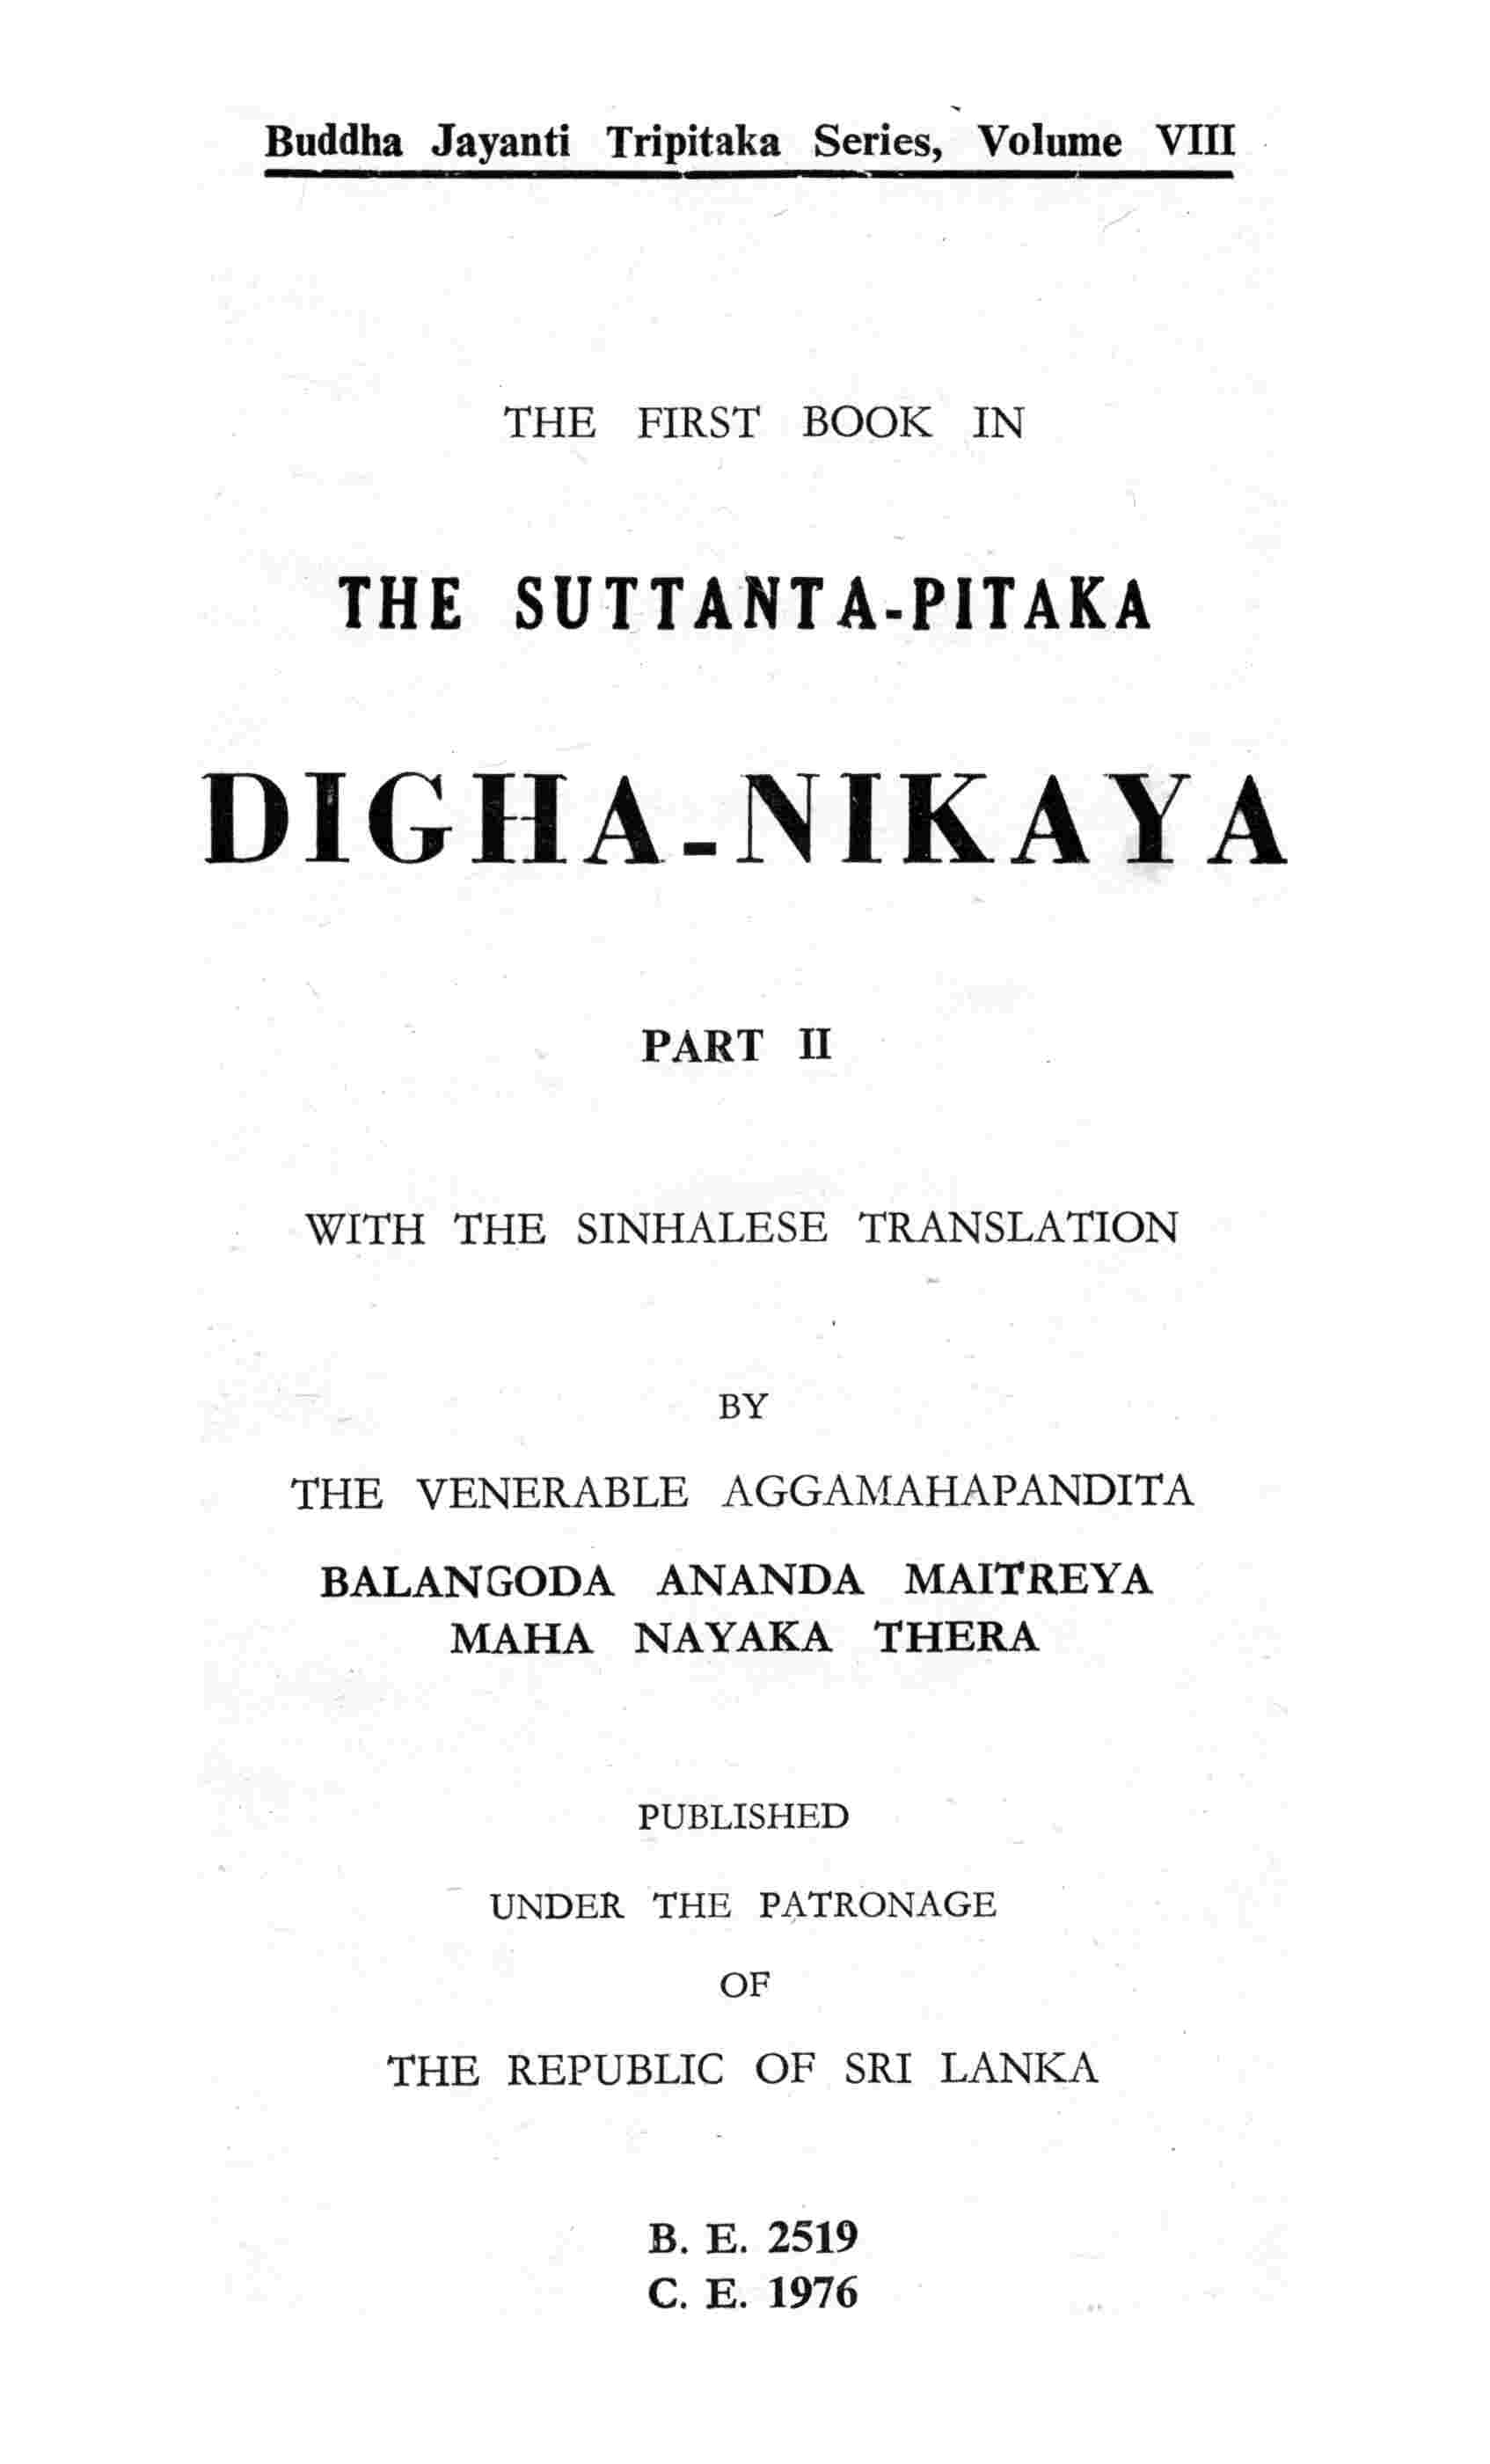 Buddha Jayanti Tripitaka Series, Volume VIII
THE FIRST BOOK IN
THE SUTTANTA-PITAKA
DIGHA-NIKAYA
PART II
WITH THE SINHALESE TRANSLATION
BY
THE VENERABLE AGGAMAHAPANDITA
BALANGODA ANANDA MAITREYA
MAHA NAYAKA THERA
PUBLISHED
UNDER THE PATRONAGE
OF
THE REPUBLIC OF SRI LANKA
B. E. 2519
C. E. 1976